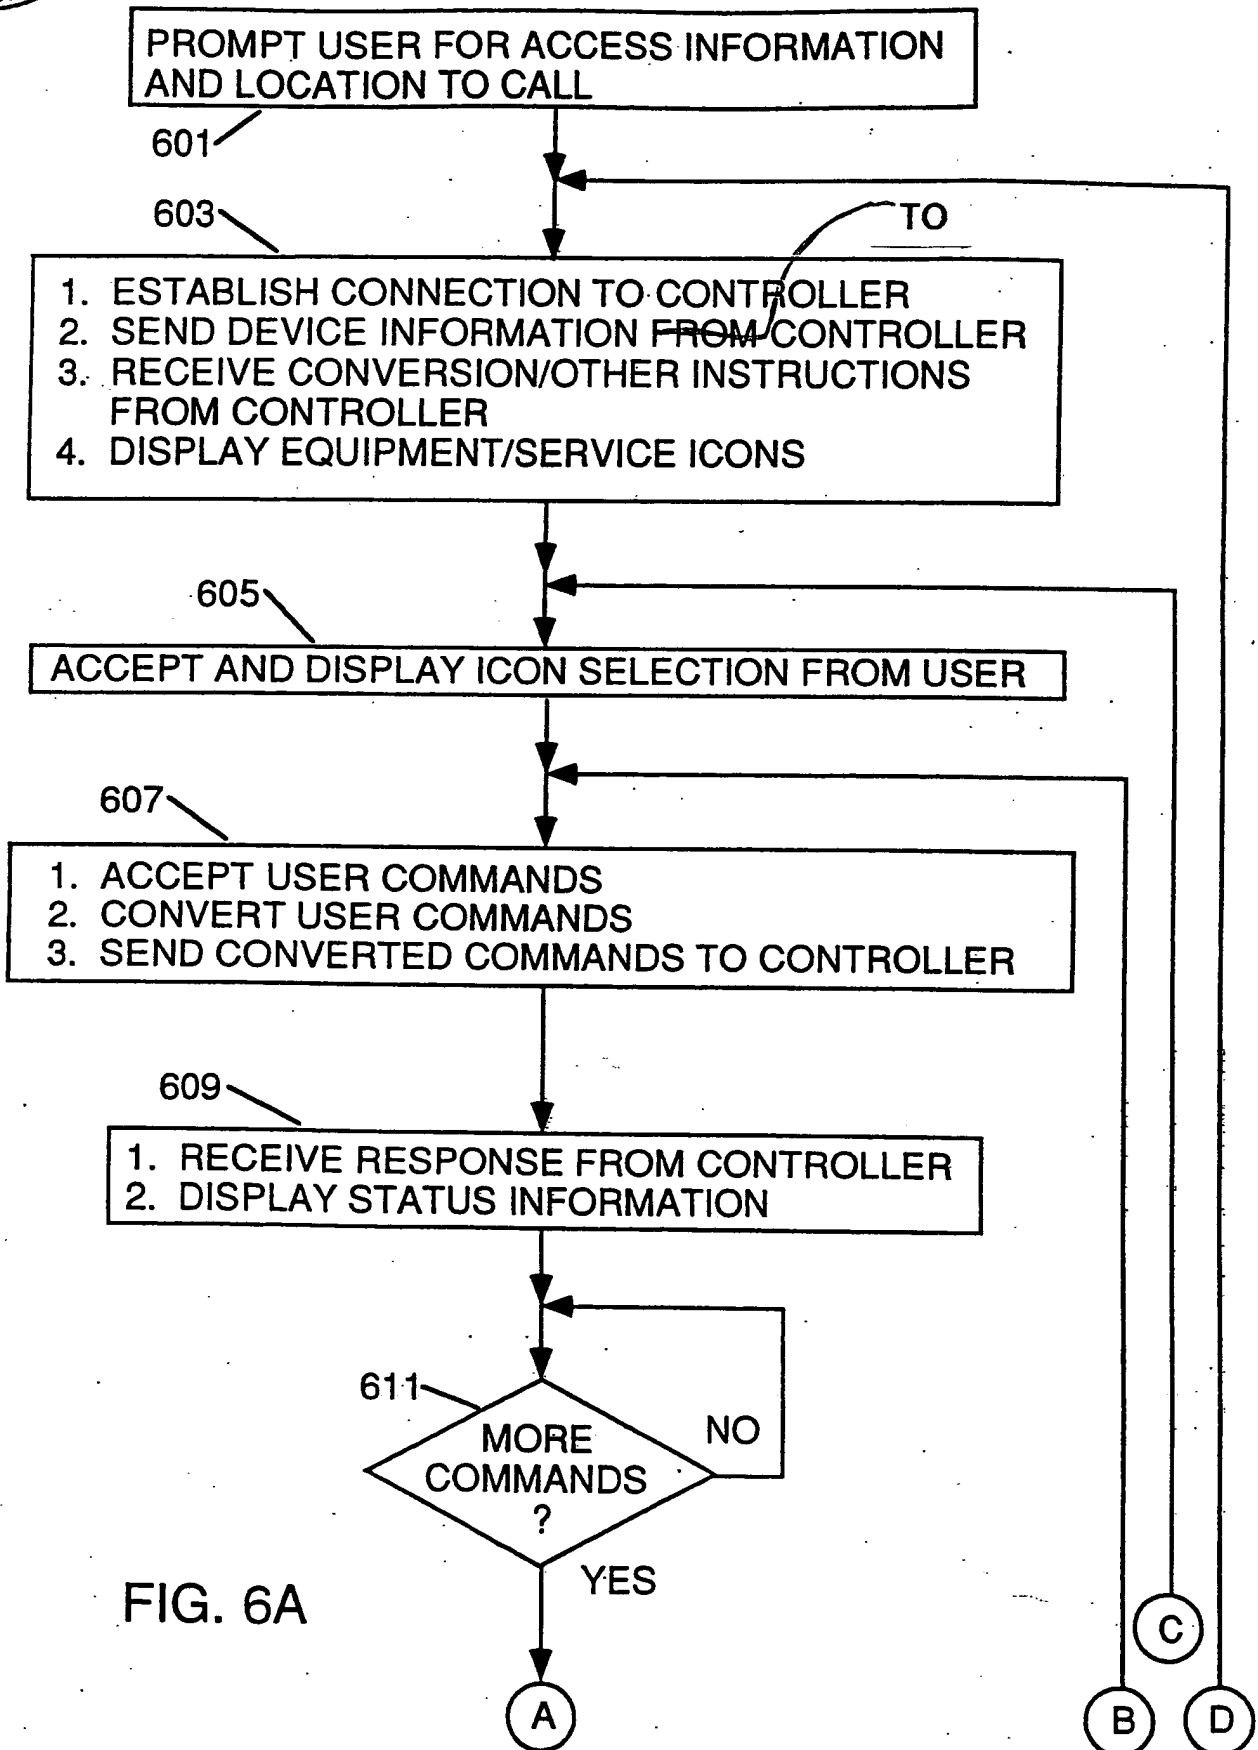 PROMPT USER FOR ACCESS INFORMATION
AND LOCATION TO CALL
601
603
TO
1. ESTABLISH CONNECTION TO CONTROLLER
2. SEND DEVICE INFORMATION FROM CONTROLLER
3. RECEIVE CONVERSION/OTHER INSTRUCTIONS
FROM CONTROLLER
4. DISPLAY EQUIPMENT/SERVICE ICONS
605
ACCEPT AND DISPLAY ICON SELECTION FROM USER
607
1. ACCEPT USER COMMANDS
2. CONVERT USER COMMANDS
3. SEND CONVERTED COMMANDS TO CONTROLLER
609
1. RECEIVE RESPONSE FROM CONTROLLER
2. DISPLAY STATUS INFORMATION
611
MORE
COMMANDS
?
NO
YES
FIG. 6A
A
B
C
D